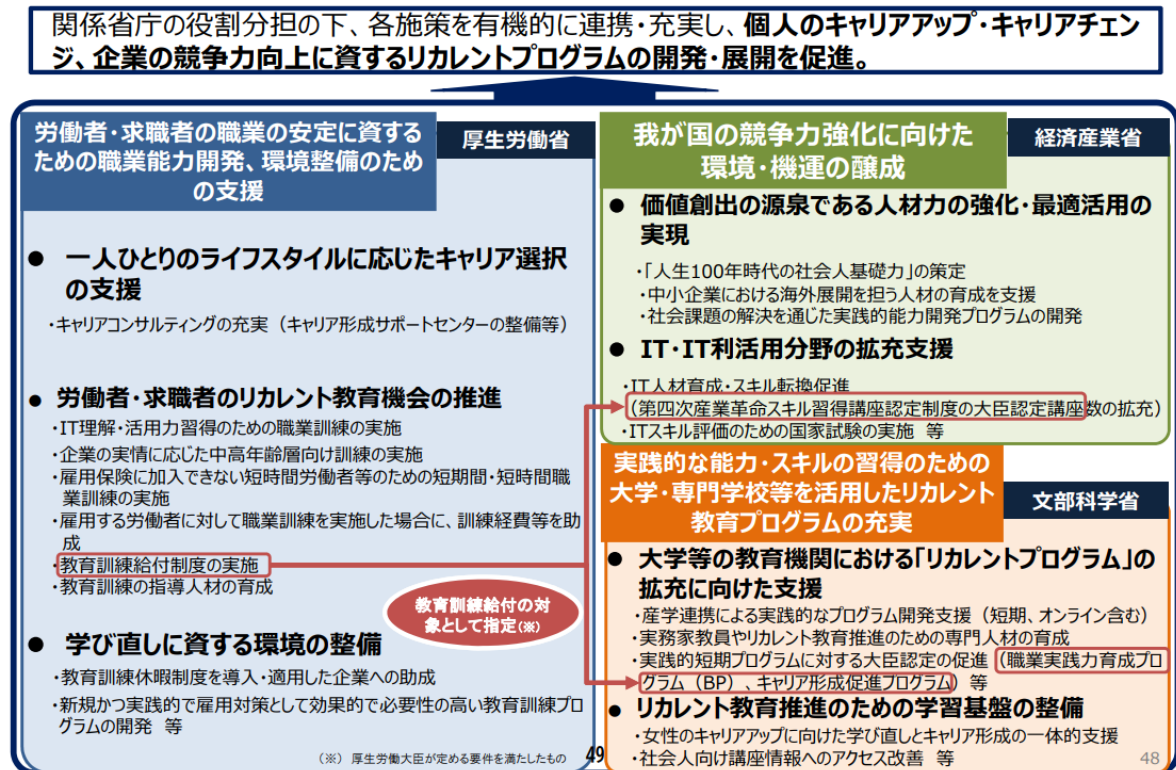 関係省庁の役割分担の下、各施策を有機的に連携・充実し、個人のキャリアアップ・キャリアチェン
ジ、企業の競争力向上に資するリカレントプログラムの開発・展開を促進。
労働者・求職者の職業の安定に資する
ための職業能力開発、環境整備のため
の支援
厚生労働省
● 一人ひとりのライフスタイルに応じたキャリア選択
の支援
・キャリアコンサルティングの充実（キャリア形成サポートセンターの整備等）
● 労働者・求職者のリカレント教育機会の推進
・IT理解・活用力習得のための職業訓練の実施
・企業の実情に応じた中高年齢層向け訓練の実施
・雇用保険に加入できない短時間労働者等のための短期間・短時間職
業訓練の実施
・雇用する労働者に対して職業訓練を実施した場合に、訓練経費等を助
成
・教育訓練給付制度の実施
・教育訓練の指導人材の育成
教育訓練給付の対
象として指定(※)
● 学び直しに資する環境の整備
・教育訓練休暇制度を導入・適用した企業への助成
・新規かつ実践的で雇用対策として効果的で必要性の高い教育訓練プロ
グラムの開発 等
（※）厚生労働大臣が定める要件を満たしたもの
49
我が国の競争力強化に向けた
環境・機運の醸成
経済産業省
● 価値創出の源泉である人材力の強化・最適活用の
実現
・「人生100年時代の社会人基礎力」の策定
・中小企業における海外展開を担う人材の育成を支援
・社会課題の解決を通じた実践的能力開発プログラムの開発
● IT・IT利活用分野の拡充支援
・IT人材育成・スキル転換促進
（第四次産業革命スキル習得講座認定制度の大臣認定講座数の拡充）
・ITスキル評価のための国家試験の実施 等
実践的な能力・スキルの習得のための
大学・専門学校等を活用したリカレント
教育プログラムの充実
文部科学省
● 大学等の教育機関における「リカレントプログラム」の
拡充に向けた支援
・産学連携による実践的なプログラム開発支援（短期、オンライン含む）
・実務家教員やリカレント教育推進のための専門人材の育成
・実践的短期プログラムに対する大臣認定の促進（職業実践力育成プロ
グラム（BP）、キャリア形成促進プログラム）等
● リカレント教育推進のための学習基盤の整備
・女性のキャリアアップに向けた学び直しとキャリア形成の一体的支援
・社会人向け講座情報へのアクセス改善 等
48